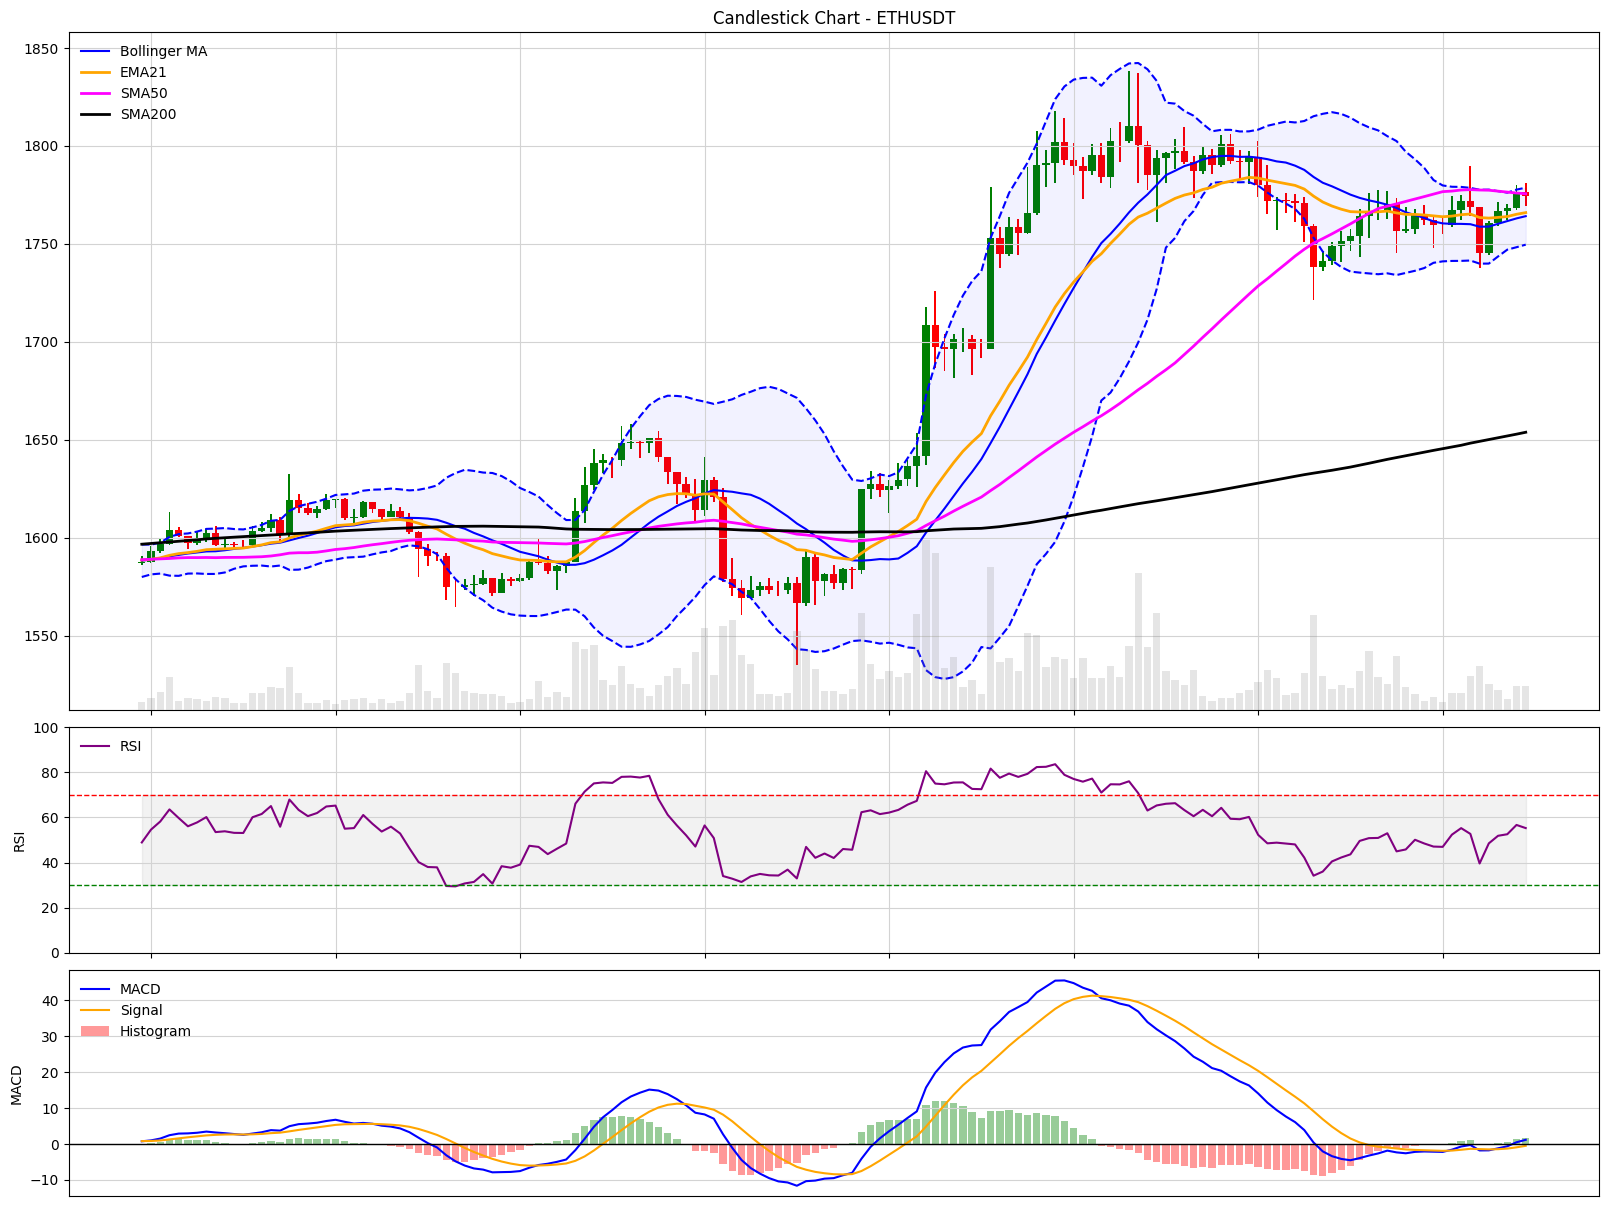 Candlestick Chart - ETHUSDT
Bollinger MA
EMA21
SMA50
SMA200
1850
1800
1750
1700
1650
1600
1550
RSI
RSI
100
80
60
40
20
0
MACD
Signal
Histogram
MACD
40
30
20
10
0
−10